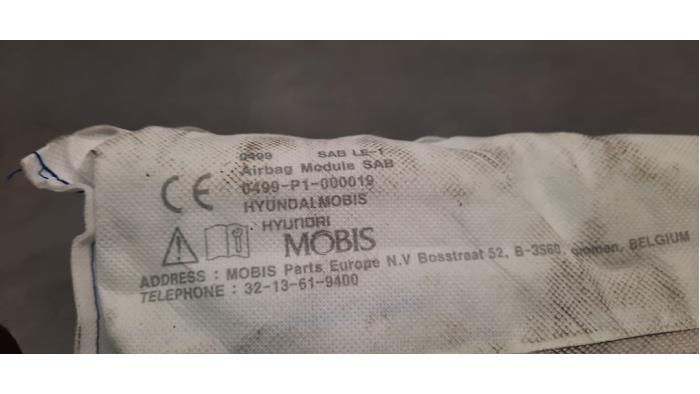 0499 SAB LE-1
Airbag Module SAB
CE 0499-P1-000019
HYUNDAI MOBIS
HYUNDAI
MOBIS
ADDRESS : MOBIS Parts Europe N.V Bosstraat 52, B-3560, BELGIUM
TELEPHONE : 32-13-61-9400